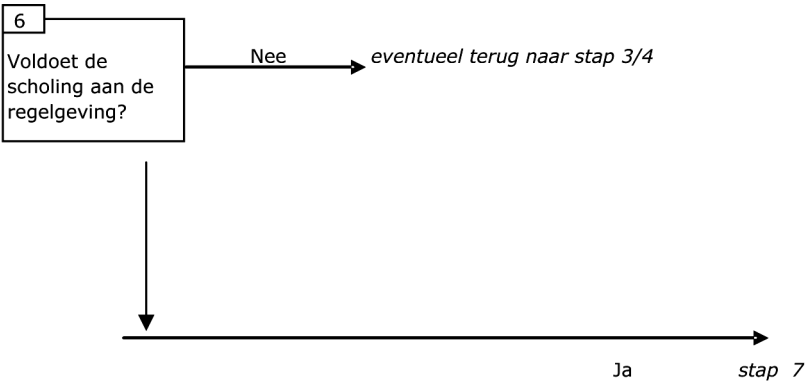 6
Voldoet de
scholing aan de
regelgeving?
Nee
eventueel terug naar stap 3/4
Ja
stap 7